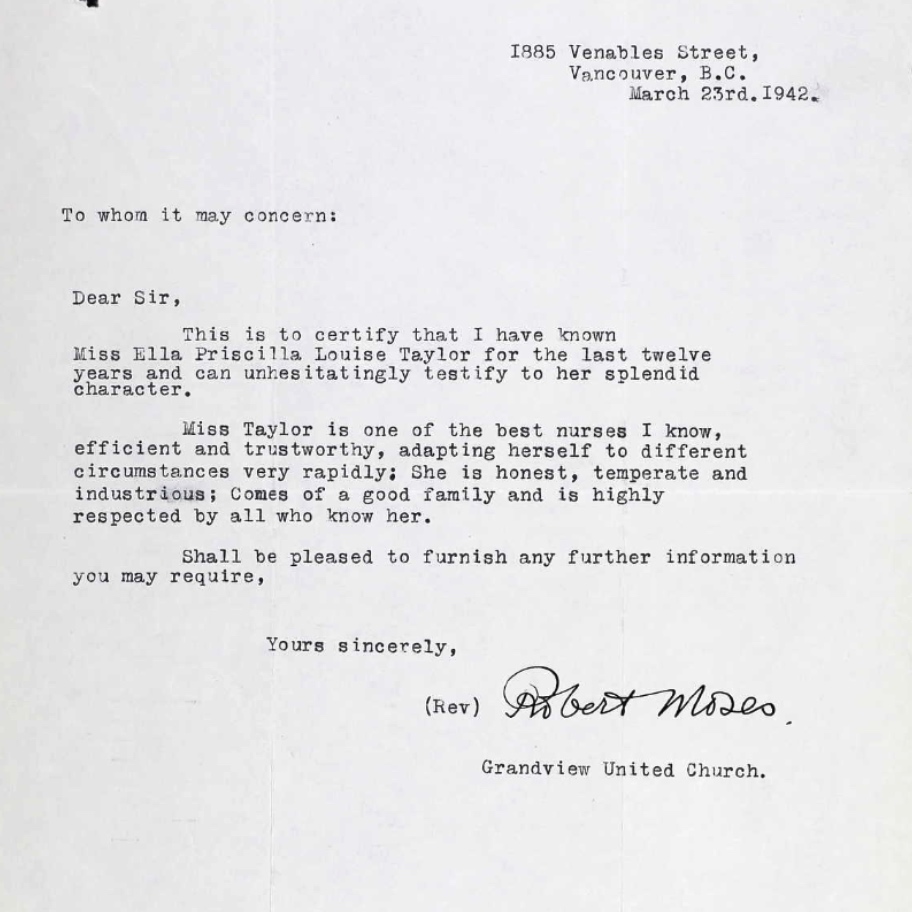 1885 Venables Street,
Vancouver, B.C.
March 23rd.1942.
To whom it may concern:
Dear Sir,
This is to certify that I have known
Miss Ella Priscilla Louise Taylor for the last twelve
years and can unhesitatingly testify to her splendid
character.
Miss Taylor is one of the best nurses I know,
efficient and trustworthy, adapting herself to different
circumstances very rapidly; She is honest, temperate and
industrious; Comes of a good family and is highly
respected by all who know her.
Shall be pleased to furnish any further information
you may require,
Yours sincerely,
(Rev) Robert Moses.
Grandview United Church.